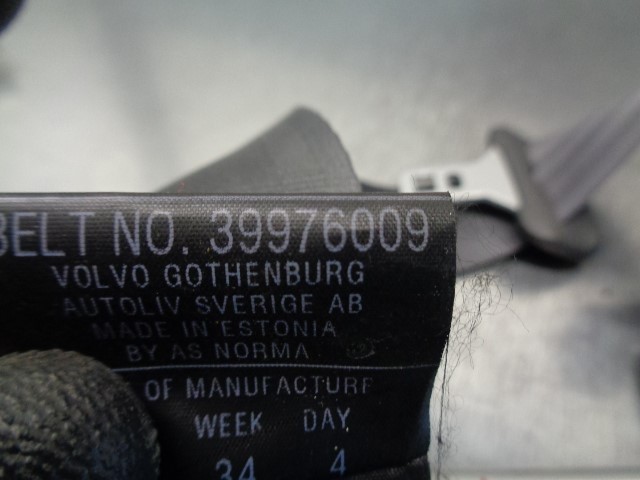 BELT NO. 39976009
VOLVO GOTHENBURG
AUTOLIV SVERIGE AB
MADE IN ESTONIA
BY AS NORMA
OF MANUFACTURE
WEEK DAY
34 4